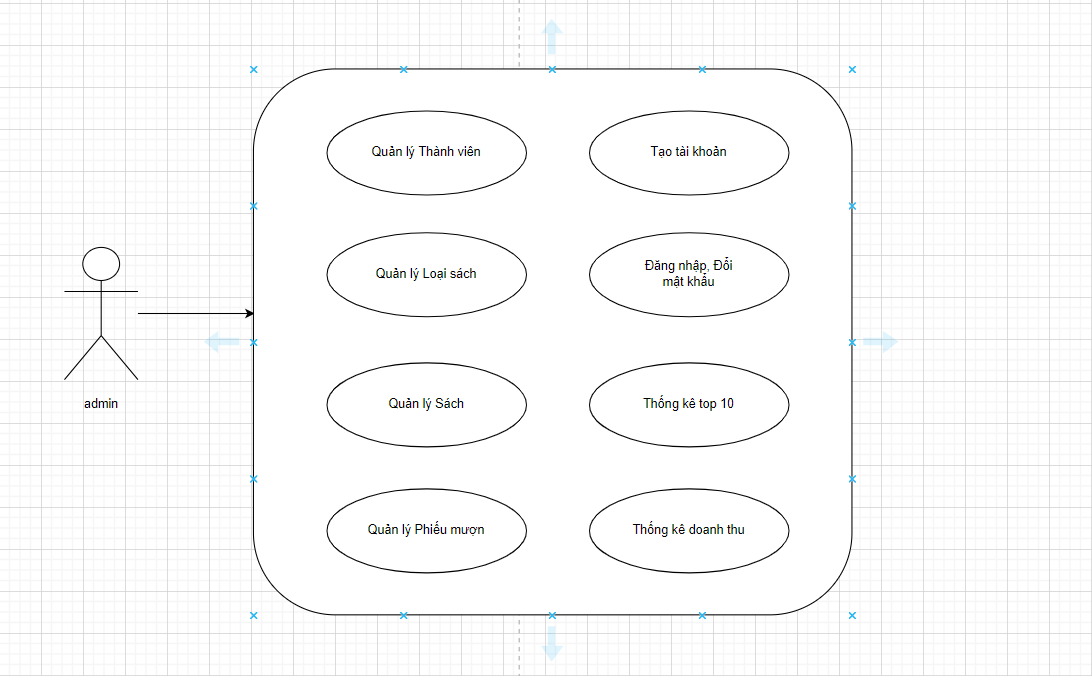 Quản lý Thành viên
Tạo tài khoản
Quản lý Loại sách
Đăng nhập, Đổi
mật khẩu
admin
Quản lý Sách
Thống kê top 10
Quản lý Phiếu mượn
Thống kê doanh thu